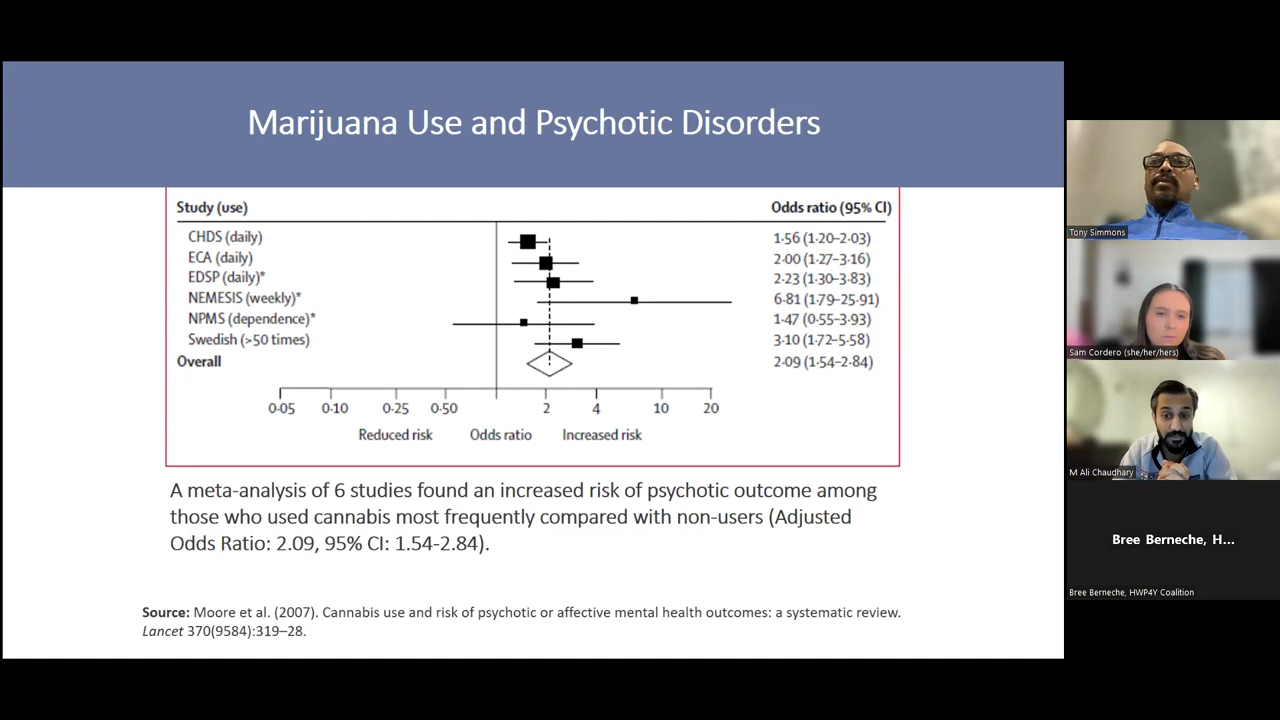 Marijuana Use and Psychotic Disorders
Study (use) Odds ratio (95% CI)
CHDS (daily) 1·56 (1·20–2·03)
ECA (daily) 2·00 (1·27–3·16)
EDSP (daily)* 2·23 (1·30–3·83)
NEMESIS (weekly)* 6·81 (1·79–25·91)
NPMS (dependence)* 1·47 (0·55–3·93)
Swedish (>50 times) 3·10 (1·72–5·58)
Overall 2·09 (1·54–2·84)
0·05 0·10 0·25 0·50 2 4 10 20
Reduced risk Odds ratio Increased risk
A meta-analysis of 6 studies found an increased risk of psychotic outcome among
those who used cannabis most frequently compared with non-users (Adjusted
Odds Ratio: 2.09, 95% CI: 1.54-2.84).
Source: Moore et al. (2007). Cannabis use and risk of psychotic or affective mental health outcomes: a systematic review.
Lancet 370(9584):319–28.
Tony Simmons
Sam Cordero (she/her/hers)
M Ali Chaudhary
Bree Berneche, H...
Bree Berneche, HWP4Y Coalition